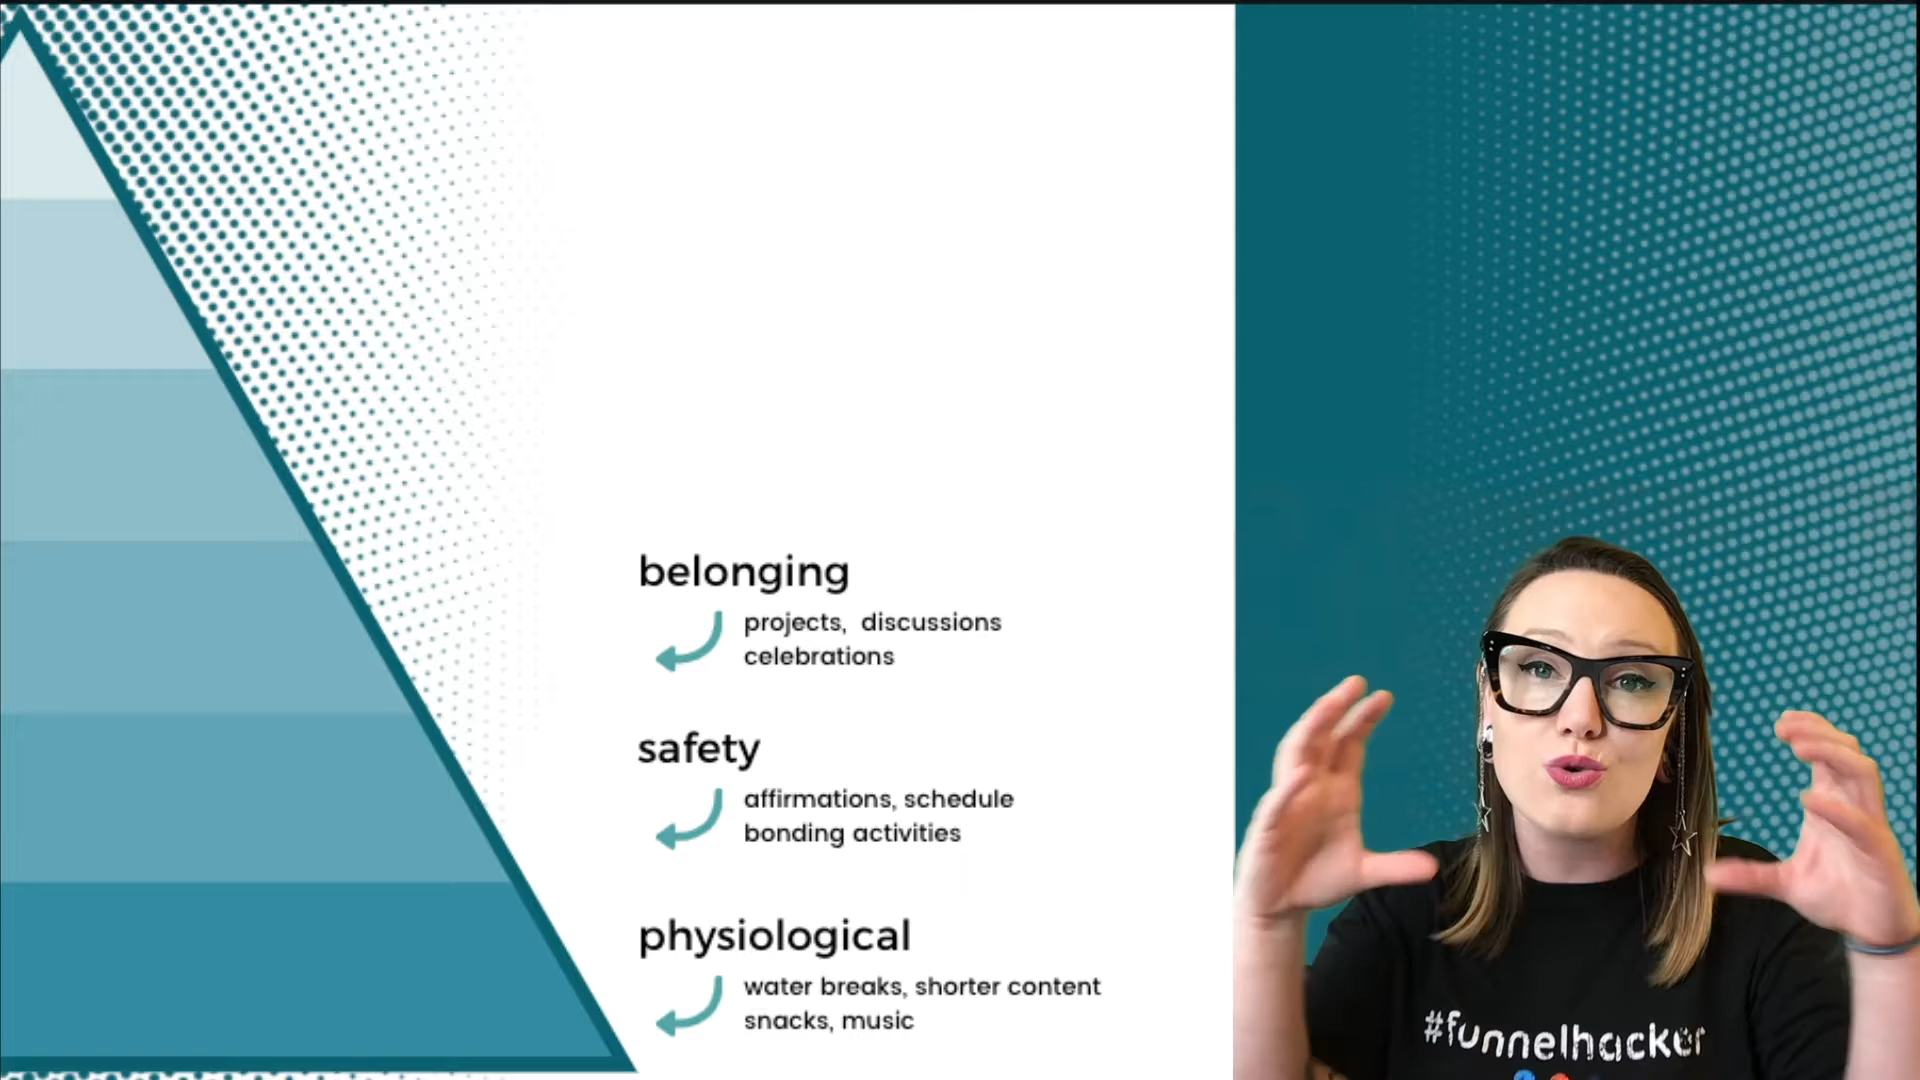 belonging
projects,  discussions
celebrations
safety
affirmations, schedule
bonding activities
physiological
water breaks, shorter content
snacks, music
#funnelhacker